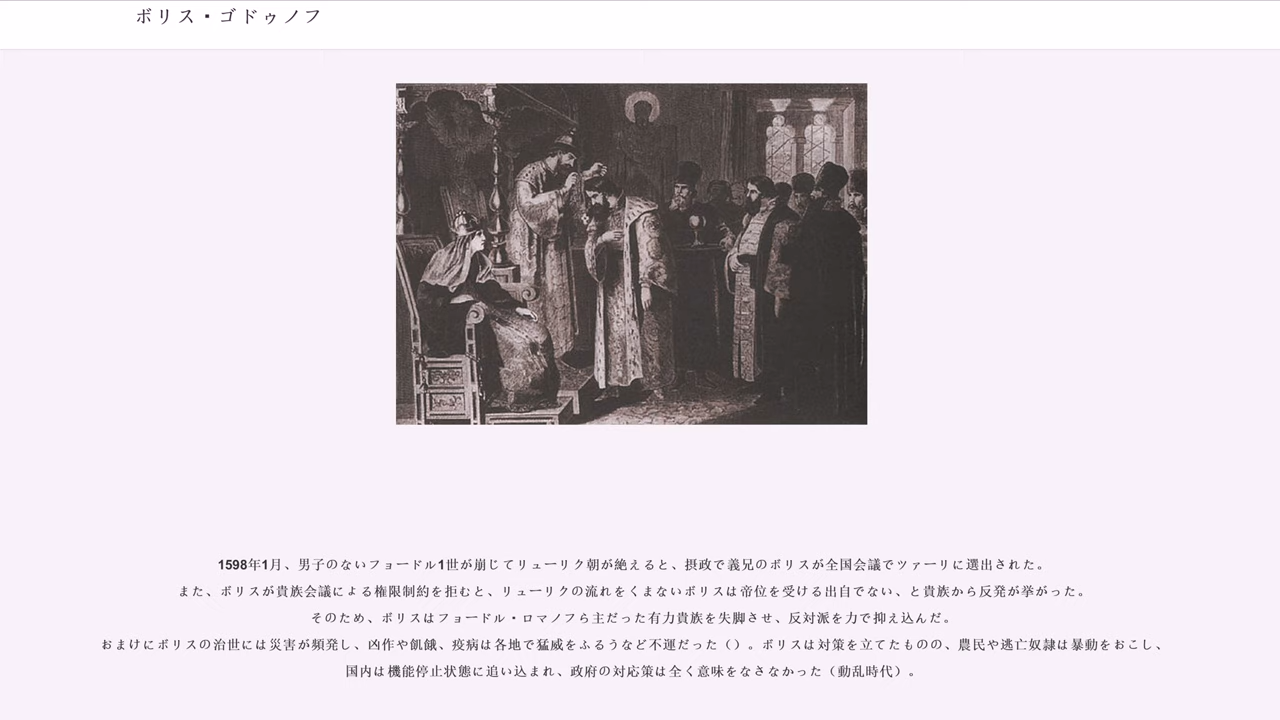 ボリス・ゴドゥノフ
1598年1月、男子のないフョードル1世が崩じてリューリク朝が絶えると、摂政で義兄のボリスが全国会議でツァーリに選出された。
また、ボリスが貴族会議による権限制約を拒むと、リューリクの流れをくまないボリスは帝位を受ける出自でない、と貴族から反発が挙がった。
そのため、ボリスはフョードル・ロマノフら主だった有力貴族を失脚させ、反対派を力で抑え込んだ。
おまけにボリスの治世には災害が頻発し、凶作や飢餓、疫病は各地で猛威をふるうなど不運だった（）。ボリスは対策を立てたものの、農民や逃亡奴隷は暴動をおこし、
国内は機能停止状態に追い込まれ、政府の対応策は全く意味をなさなかった（動乱時代）。